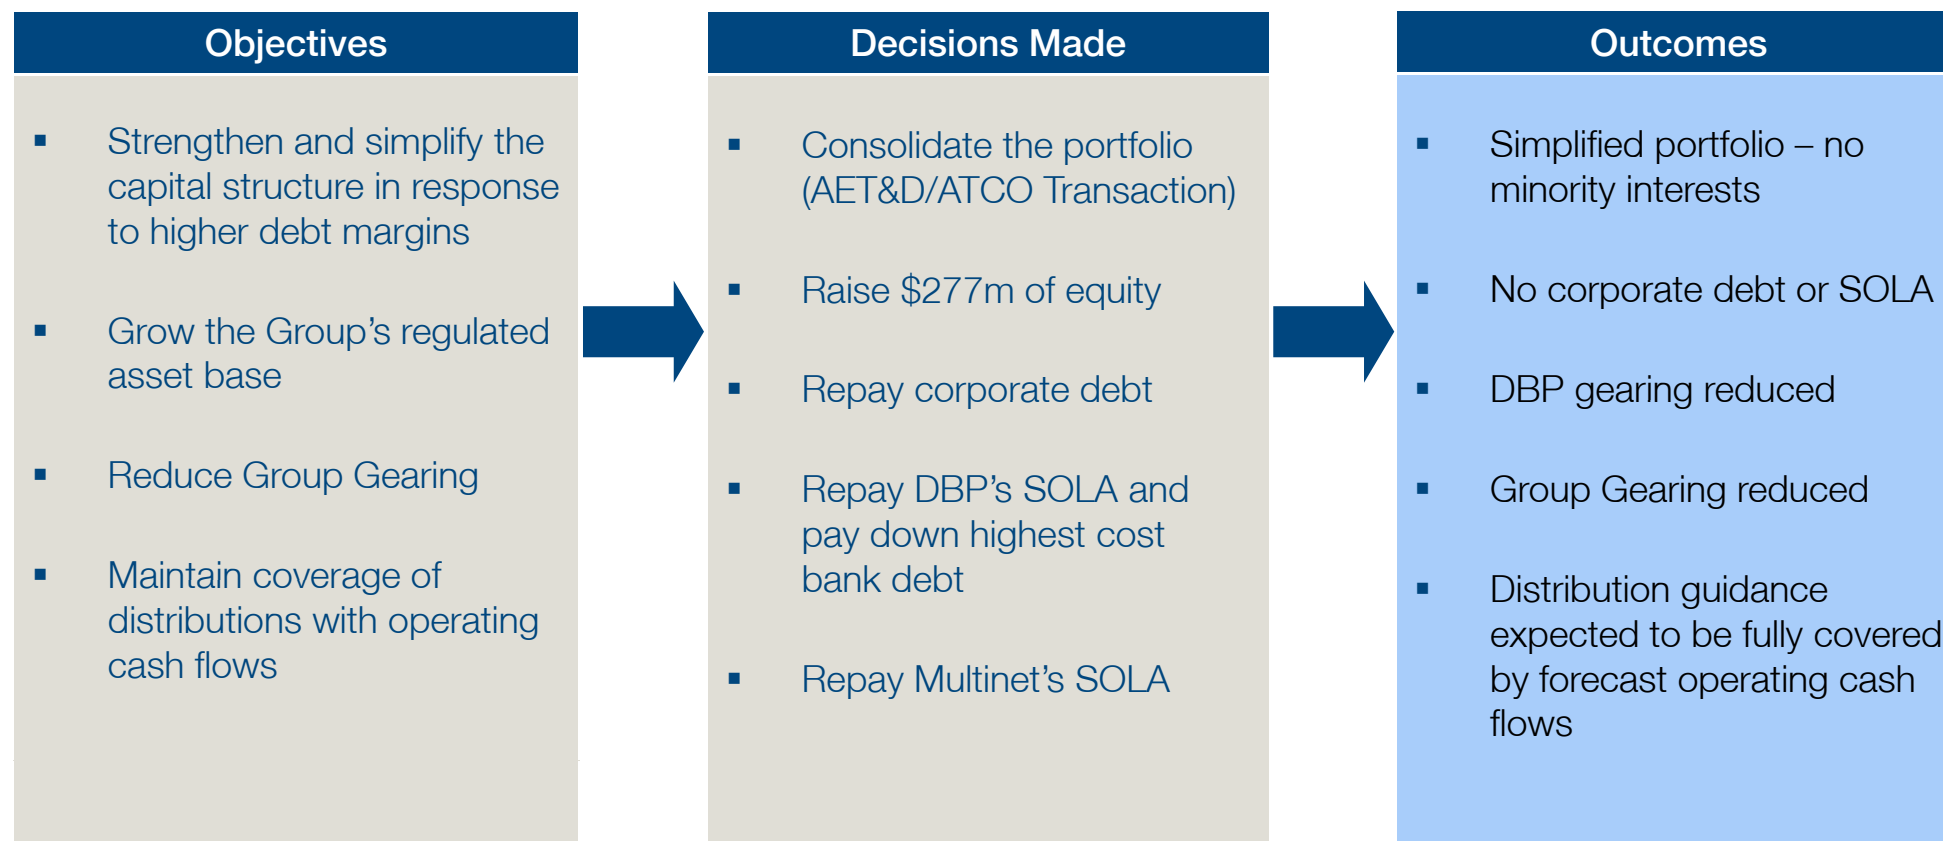 Objectives
▪ Strengthen and simplify the
capital structure in response
to higher debt margins
▪ Grow the Group’s regulated
asset base
▪ Reduce Group Gearing
▪ Maintain coverage of
distributions with operating
cash flows
Decisions Made
▪ Consolidate the portfolio
(AET&D/ATCO Transaction)
▪ Raise $277m of equity
▪ Repay corporate debt
▪ Repay DBP’s SOLA and
pay down highest cost
bank debt
▪ Repay Multinet’s SOLA
Outcomes
▪ Simplified portfolio – no
minority interests
▪ No corporate debt or SOLA
▪ DBP gearing reduced
▪ Group Gearing reduced
▪ Distribution guidance
expected to be fully covered
by forecast operating cash
flows